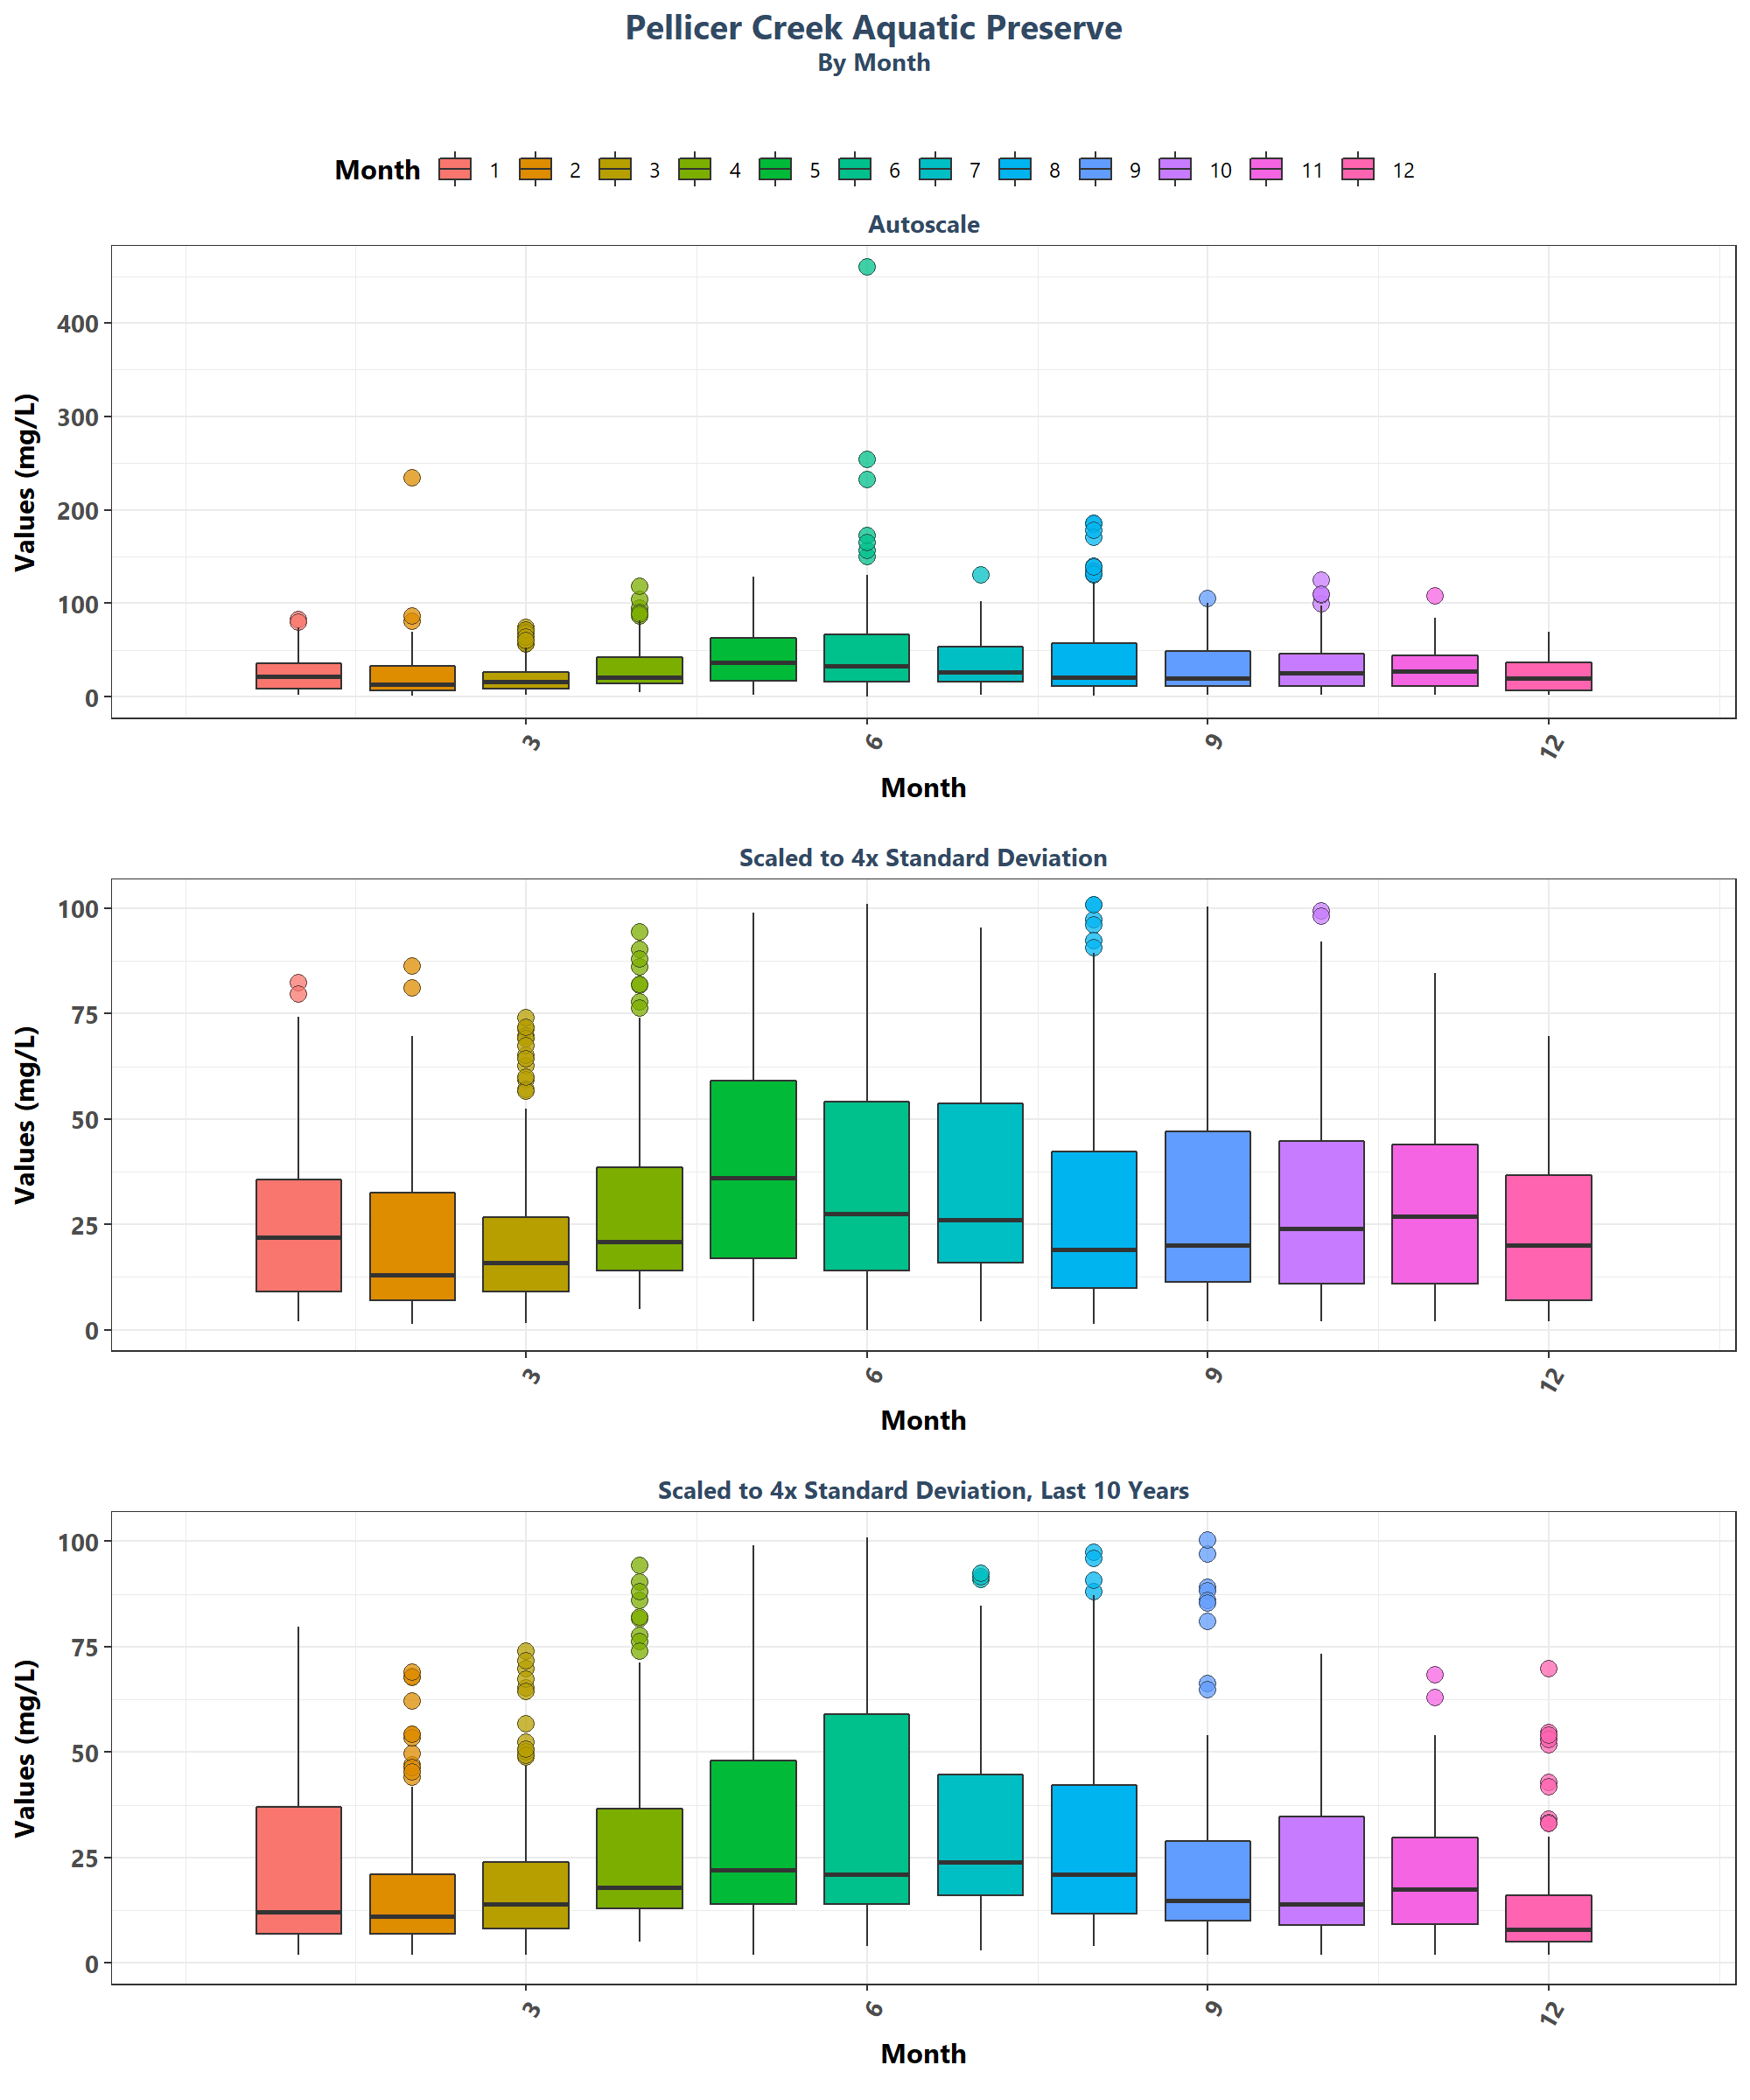 Pellicer Creek Aquatic Preserve
By Month
Month 1 2 3 4 5 6 7 8 9 10 11 12
Autoscale
Values (mg/L)
400
300
200
100
0
3 6 9 12
Month
Scaled to 4x Standard Deviation
Values (mg/L)
100
75
50
25
0
3 6 9 12
Month
Scaled to 4x Standard Deviation, Last 10 Years
Values (mg/L)
100
75
50
25
0
3 6 9 12
Month